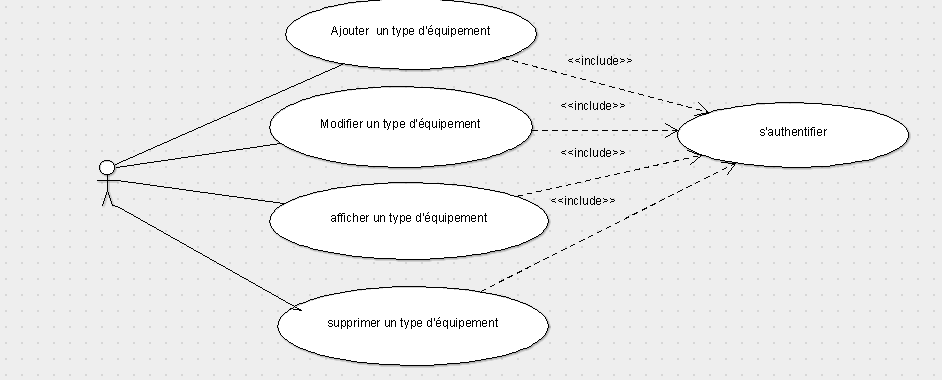 Ajouter  un type d'équipement
<<include>>
<<include>>
Modifier un type d'équipement
s'authentifier
<<include>>
<<include>>
afficher un type d'équipement
supprimer un type d'équipement